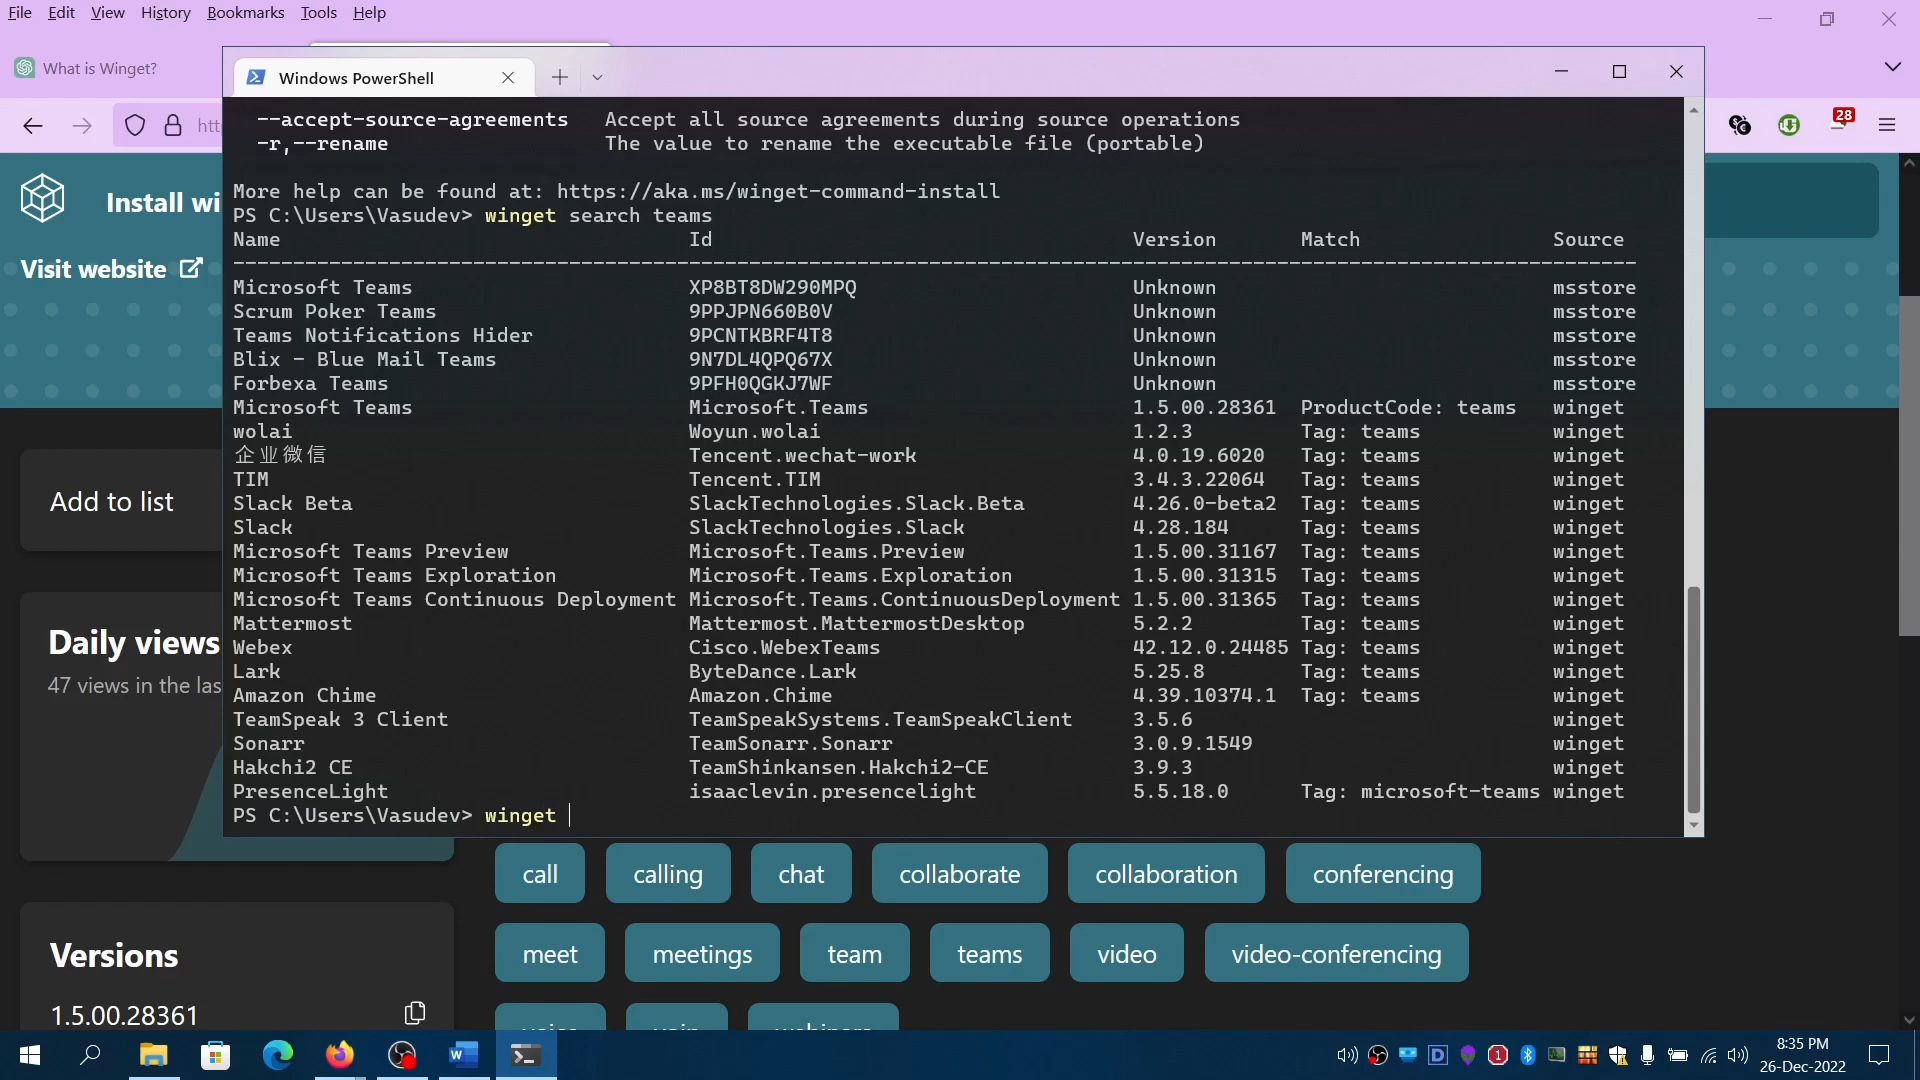 File Edit View History Bookmarks Tools Help
What is Winget?
Windows PowerShell
28
Install wi
Visit website
Add to list
Daily views
47 views in the las
--accept-source-agreements Accept all source agreements during source operations
-r,--rename The value to rename the executable file (portable)
More help can be found at: https://aka.ms/winget-command-install
PS C:\Users\Vasudev> winget search teams
Name Id Version Match Source
Microsoft Teams XP8BT8DW290MPQ Unknown msstore
Scrum Poker Teams 9PPJPN660B0V Unknown msstore
Teams Notifications Hider 9PCNTKBRF4T8 Unknown msstore
Blix - Blue Mail Teams 9N7DL4QPQ67X Unknown msstore
Forbexa Teams 9PFH0QGKJ7WF Unknown msstore
Microsoft Teams Microsoft.Teams 1.5.00.28361 ProductCode: teams winget
wolai Woyun.wolai 1.2.3 Tag: teams winget
企业微信 Tencent.wechat-work 4.0.19.6020 Tag: teams winget
TIM Tencent.TIM 3.4.3.22064 Tag: teams winget
Slack Beta SlackTechnologies.Slack.Beta 4.26.0-beta2 Tag: teams winget
Slack SlackTechnologies.Slack 4.28.184 Tag: teams winget
Microsoft Teams Preview Microsoft.Teams.Preview 1.5.00.31167 Tag: teams winget
Microsoft Teams Exploration Microsoft.Teams.Exploration 1.5.00.31315 Tag: teams winget
Microsoft Teams Continuous Deployment Microsoft.Teams.ContinuousDeployment 1.5.00.31365 Tag: teams winget
Mattermost Mattermost.MattermostDesktop 5.2.2 Tag: teams winget
Webex Cisco.WebexTeams 42.12.0.24485 Tag: teams winget
Lark ByteDance.Lark 5.25.8 Tag: teams winget
Amazon Chime Amazon.Chime 4.39.10374.1 Tag: teams winget
TeamSpeak 3 Client TeamSpeakSystems.TeamSpeakClient 3.5.6 winget
Sonarr TeamSonarr.Sonarr 3.0.9.1549 winget
Hakchi2 CE TeamShinkansen.Hakchi2-CE 3.9.3 winget
PresenceLight isaaclevin.presencelight 5.5.18.0 Tag: microsoft-teams winget
PS C:\Users\Vasudev> winget
call calling chat collaborate collaboration conferencing
meet meetings team teams video video-conferencing
Versions
1.5.00.28361
8:35 PM
26-Dec-2022